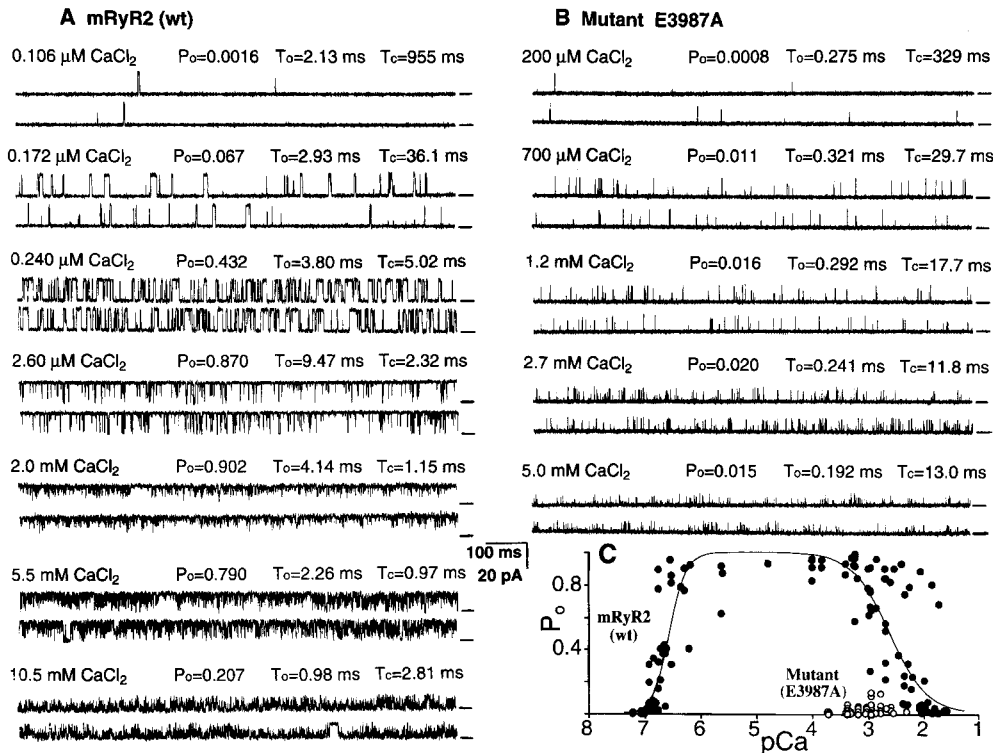 A mRyR2 (wt)
0.106 µM CaCl₂ Po=0.0016 To=2.13 ms Tc=955 ms
0.172 µM CaCl₂ Po=0.067 To=2.93 ms Tc=36.1 ms
0.240 µM CaCl₂ Po=0.432 To=3.80 ms Tc=5.02 ms
2.60 µM CaCl₂ Po=0.870 To=9.47 ms Tc=2.32 ms
2.0 mM CaCl₂ Po=0.902 To=4.14 ms Tc=1.15 ms
5.5 mM CaCl₂ Po=0.790 To=2.26 ms Tc=0.97 ms
10.5 mM CaCl₂ Po=0.207 To=0.98 ms Tc=2.81 ms
100 ms
20 pA
B Mutant E3987A
200 µM CaCl₂ Po=0.0008 To=0.275 ms Tc=329 ms
700 µM CaCl₂ Po=0.011 To=0.321 ms Tc=29.7 ms
1.2 mM CaCl₂ Po=0.016 To=0.292 ms Tc=17.7 ms
2.7 mM CaCl₂ Po=0.020 To=0.241 ms Tc=11.8 ms
5.0 mM CaCl₂ Po=0.015 To=0.192 ms Tc=13.0 ms
C
Po
0.8
0.4
mRyR2
(wt)
Mutant
(E3987A)
8 7 6 5 4 3 2 1
pCa